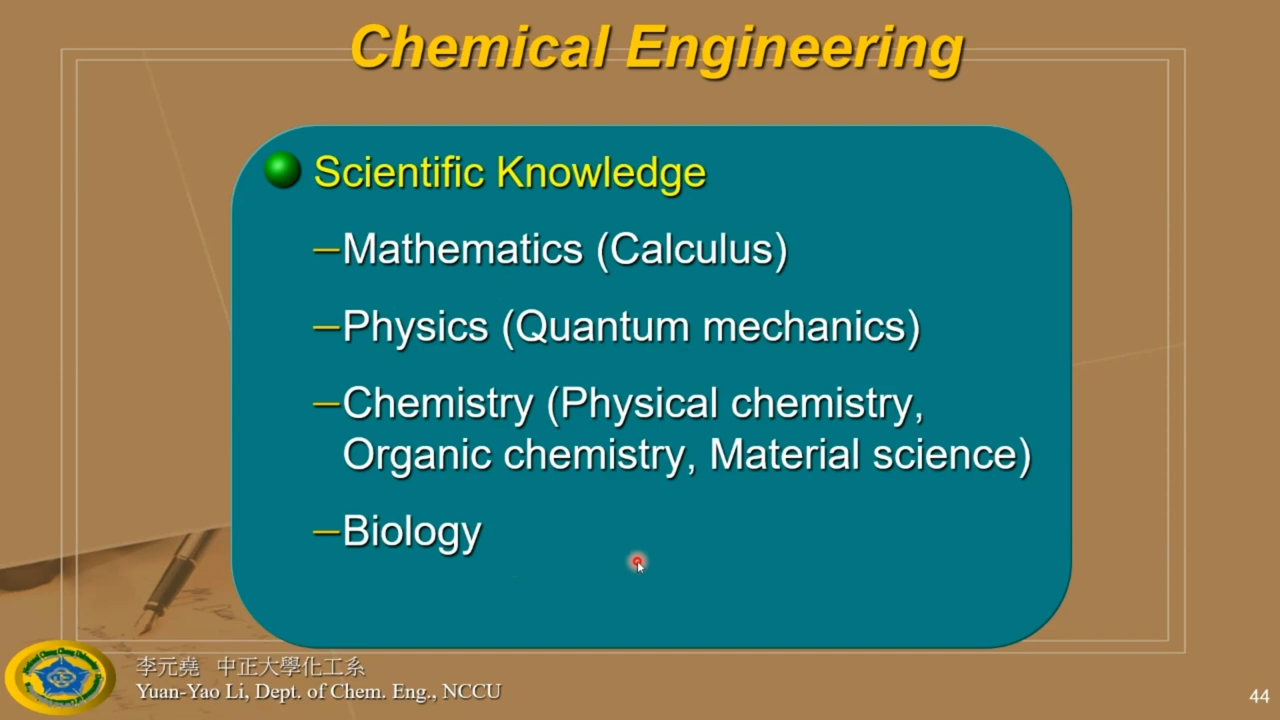 Chemical Engineering
Scientific Knowledge
–Mathematics (Calculus)
–Physics (Quantum mechanics)
–Chemistry (Physical chemistry,
Organic chemistry, Material science)
–Biology
李元堯 中正大學化工系
Yuan-Yao Li, Dept. of Chem. Eng., NCCU
44